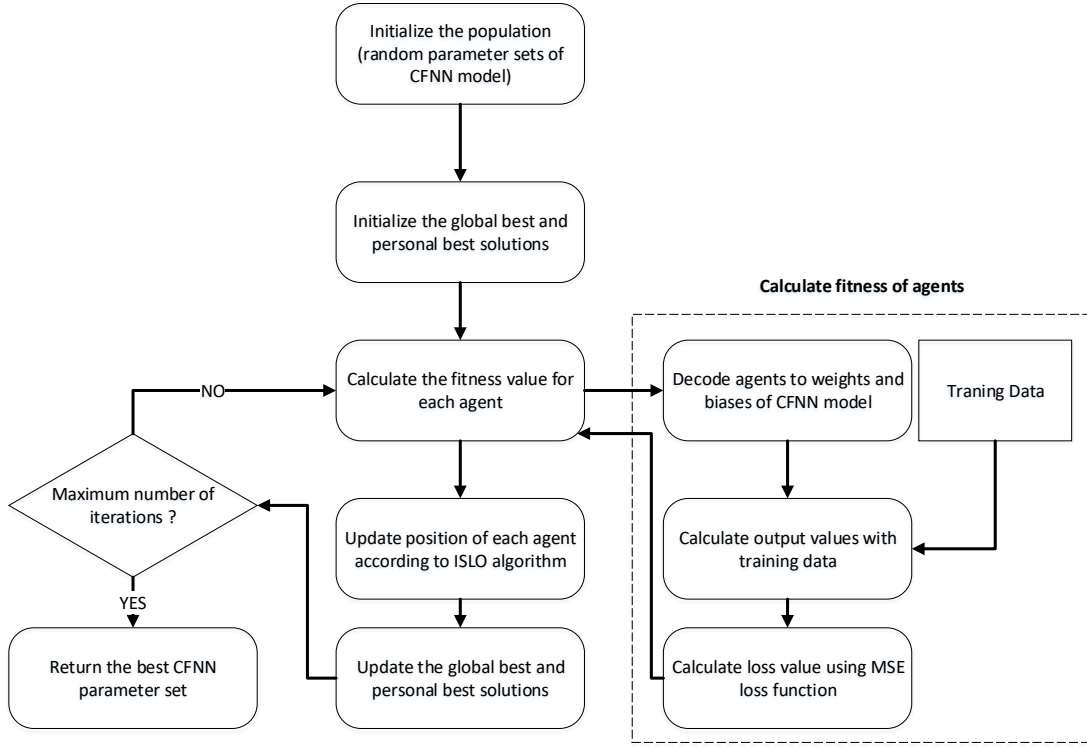 Initialize the population
(random parameter sets of
CFNN model)
Initialize the global best and
personal best solutions
Calculate fitness of agents
Calculate the fitness value for
each agent
Decode agents to weights and
biases of CFNN model
Traning Data
NO
Maximum number of
iterations ?
Update position of each agent
according to ISLO algorithm
Calculate output values with
training data
YES
Return the best CFNN
parameter set
Update the global best and
personal best solutions
Calculate loss value using MSE
loss function